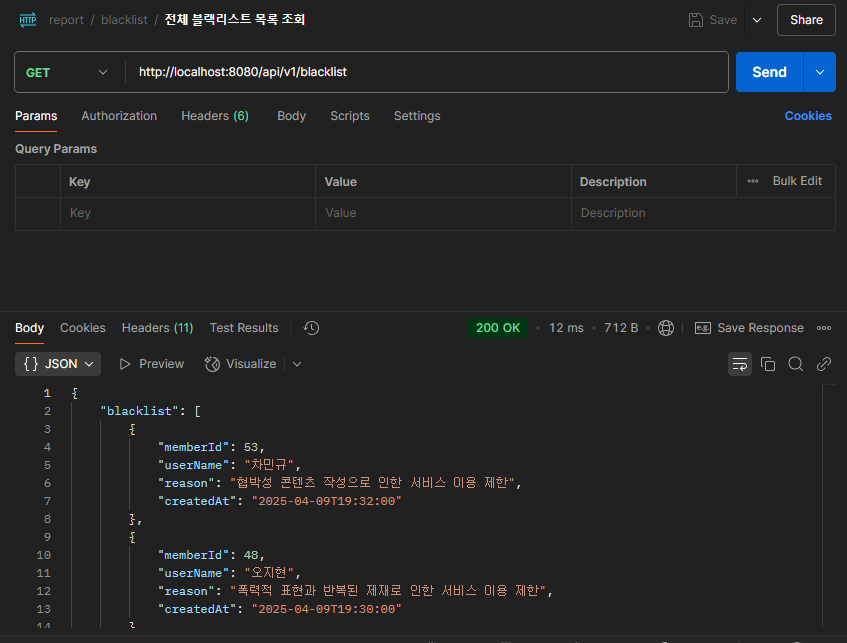 HTTP report / blacklist / 전체 블랙리스트 목록 조회 Save Share
GET http://localhost:8080/api/v1/blacklist Send
Params Authorization Headers (6) Body Scripts Settings Cookies
Query Params
Key Value Description Bulk Edit
Key Value Description
Body Cookies Headers (11) Test Results 200 OK 12 ms 712 B e.g. Save Response
{} JSON Preview Visualize
1 {
2 "blacklist": [
3 {
4 "memberId": 53,
5 "userName": "차민규",
6 "reason": "협박성 콘텐츠 작성으로 인한 서비스 이용 제한",
7 "createdAt": "2025-04-09T19:32:00"
8 },
9 {
10 "memberId": 48,
11 "userName": "오지현",
12 "reason": "폭력적 표현과 반복된 제재로 인한 서비스 이용 제한",
13 "createdAt": "2025-04-09T19:30:00"
14 }